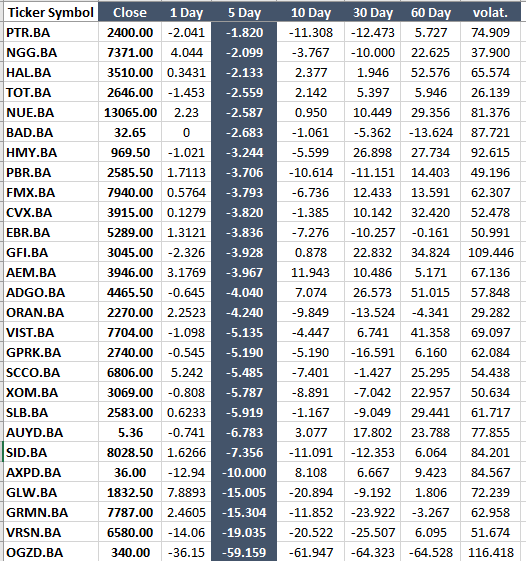 Ticker Symbol Close 1 Day 5 Day 10 Day 30 Day 60 Day volat.
PTR.BA 2400.00 -2.041 -1.820 -11.308 -12.473 5.727 74.909
NGG.BA 7371.00 4.044 -2.099 -3.767 -10.000 22.625 37.900
HAL.BA 3510.00 0.3431 -2.133 2.377 1.946 52.576 65.574
TOT.BA 2646.00 -1.453 -2.559 2.142 5.397 5.946 26.139
NUE.BA 13065.00 2.23 -2.587 0.950 10.449 29.356 81.376
BAD.BA 32.65 0 -2.683 -1.061 -5.362 -13.624 87.721
HMY.BA 969.50 -1.021 -3.244 -5.599 26.898 27.734 92.615
PBR.BA 2585.50 1.7113 -3.706 -10.614 -11.151 14.403 49.196
FMX.BA 7940.00 0.5764 -3.793 -6.736 12.433 13.591 62.307
CVX.BA 3915.00 0.1279 -3.820 -1.385 10.142 32.420 52.478
EBR.BA 5289.00 1.3121 -3.836 -7.276 -10.257 -0.161 50.991
GFI.BA 3045.00 -2.326 -3.928 0.878 22.832 34.824 109.446
AEM.BA 3946.00 3.1769 -3.967 11.943 10.486 5.171 67.136
ADGO.BA 4465.50 -0.645 -4.040 7.074 26.573 51.015 57.848
ORAN.BA 2270.00 2.2523 -4.240 -9.849 -13.524 -4.341 29.282
VIST.BA 7704.00 -1.098 -5.135 -4.447 6.741 41.358 69.097
GPRK.BA 2740.00 -0.545 -5.190 -5.190 -16.591 6.160 62.084
SCCO.BA 6806.00 5.242 -5.485 -7.401 -1.427 25.295 54.438
XOM.BA 3069.00 -0.808 -5.787 -8.891 -7.042 22.957 50.634
SLB.BA 2583.00 0.6233 -5.919 -1.167 -9.049 29.441 61.717
AUYD.BA 5.36 -0.741 -6.783 3.077 17.802 23.788 77.855
SID.BA 8028.50 1.6266 -7.356 -11.091 -12.353 6.064 84.201
AXPD.BA 36.00 -12.94 -10.000 8.108 6.667 9.423 84.567
GLW.BA 1832.50 7.8893 -15.005 -20.894 -9.192 1.806 72.239
GRMN.BA 7787.00 2.4605 -15.304 -11.852 -23.922 -3.267 62.958
VRSN.BA 6580.00 -14.06 -19.035 -20.522 -25.507 6.095 51.674
OGZD.BA 340.00 -36.15 -59.159 -61.947 -64.323 -64.528 116.418